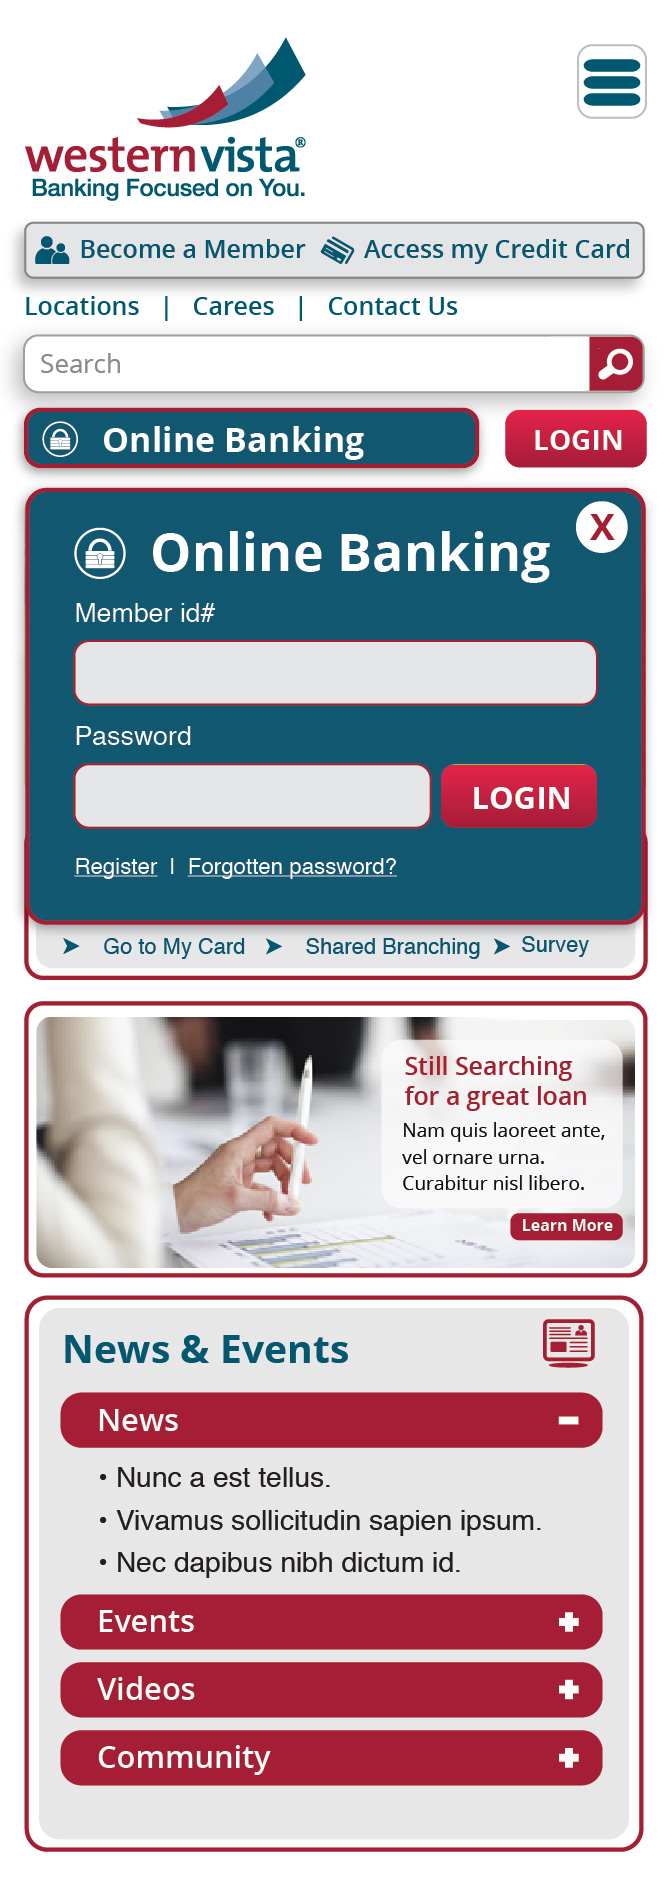 westernvista®
Banking Focused on You.
Become a Member
Access my Credit Card
Locations | Carees | Contact Us
Search
Online Banking
LOGIN
X
Online Banking
Member id#
Password
LOGIN
Register | Forgotten password?
Go to My Card
Shared Branching
Survey
Still Searching
for a great loan
Nam quis laoreet ante,
vel ornare urna.
Curabitur nisl libero.
Learn More
News & Events
News
• Nunc a est tellus.
• Vivamus sollicitudin sapien ipsum.
• Nec dapibus nibh dictum id.
Events
Videos
Community